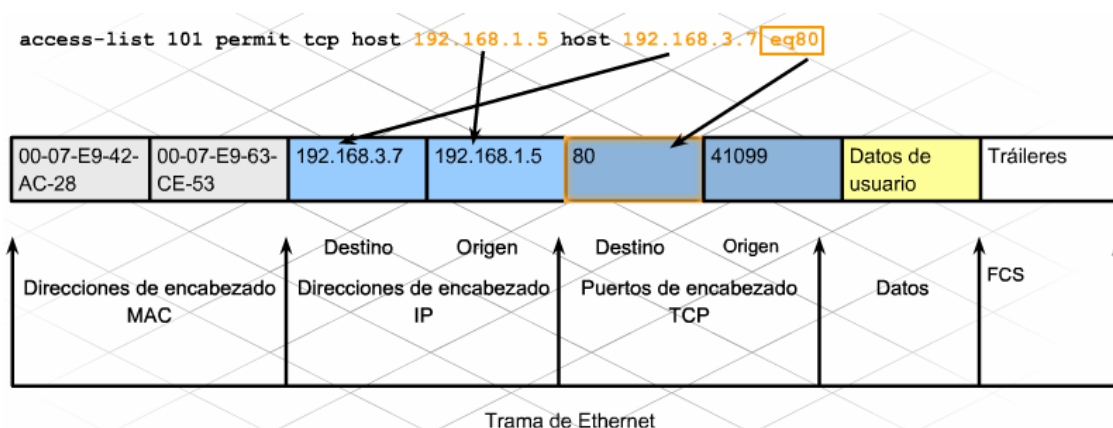 access-list 101 permit tcp host 192.168.1.5 host 192.168.3.7 eq80
00-07-E9-42-
AC-28
00-07-E9-63-
CE-53
192.168.3.7
192.168.1.5
80
41099
Datos de
usuario
Tráileres
Destino
Origen
Destino
Origen
Direcciones de encabezado
MAC
Direcciones de encabezado
IP
Puertos de encabezado
TCP
Datos
FCS
Trama de Ethernet